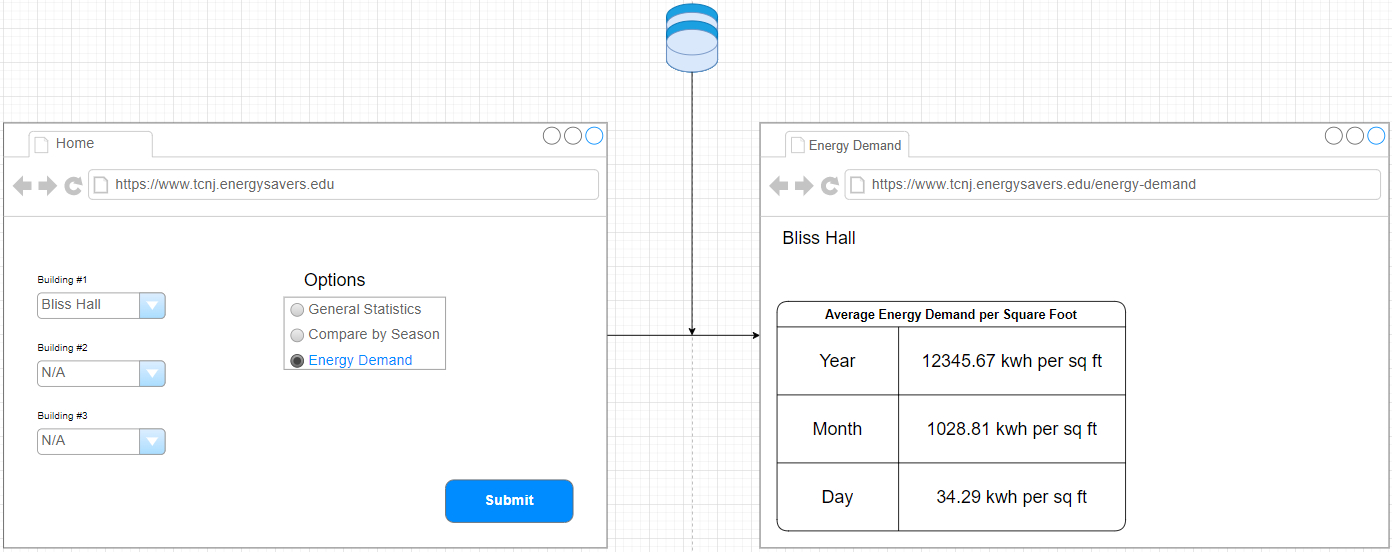 Home
https://www.tcnj.energysavers.edu
Building #1
Bliss Hall
Building #2
N/A
Building #3
N/A
Options
General Statistics
Compare by Season
Energy Demand
Submit
Energy Demand
https://www.tcnj.energysavers.edu/energy-demand
Bliss Hall
Average Energy Demand per Square Foot
Year 12345.67 kwh per sq ft
Month 1028.81 kwh per sq ft
Day 34.29 kwh per sq ft